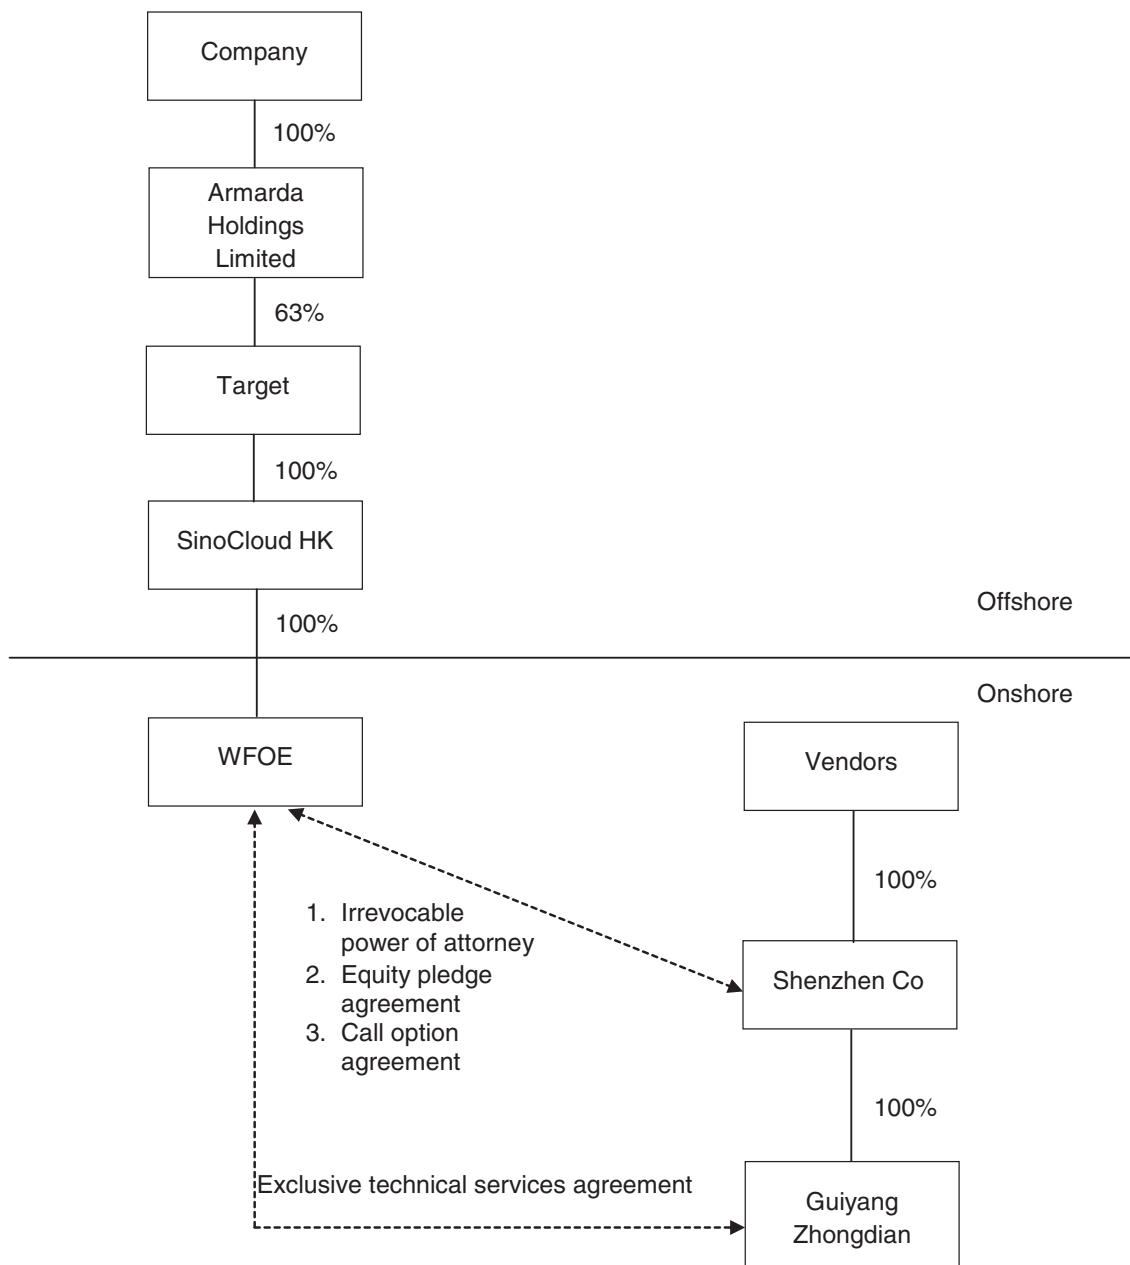 Company
100%
Armarda
Holdings
Limited
63%
Target
100%
SinoCloud HK
100%
Offshore
Onshore
WFOE
Vendors
100%
1. Irrevocable
power of attorney
2. Equity pledge
agreement
3. Call option
agreement
Shenzhen Co
100%
Exclusive technical services agreement
Guiyang
Zhongdian